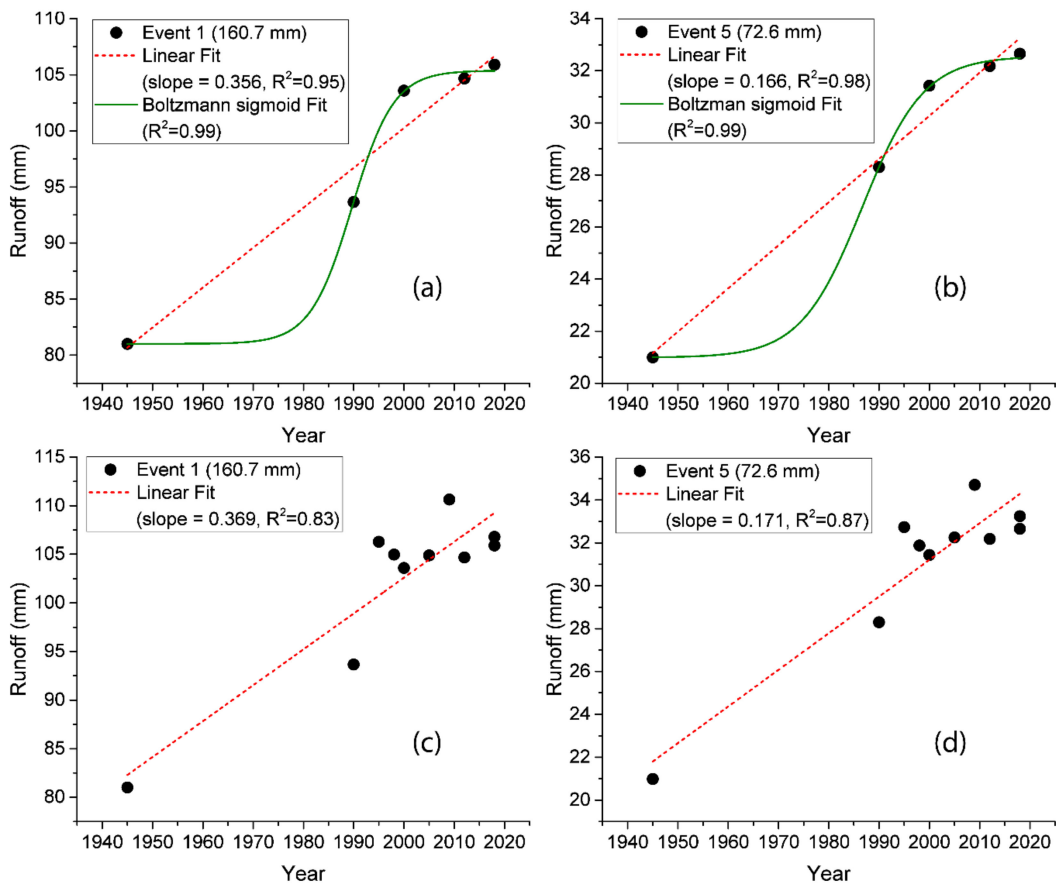 110
105
100
95
90
85
80
Runoff (mm)
Event 1 (160.7 mm)
Linear Fit
(slope = 0.356, R²=0.95)
Boltzmann sigmoid Fit
(R²=0.99)
(a)
1940 1950 1960 1970 1980 1990 2000 2010 2020
Year
34
32
30
28
26
24
22
20
Runoff (mm)
Event 5 (72.6 mm)
Linear Fit
(slope = 0.166, R²=0.98)
Boltzman sigmoid Fit
(R²=0.99)
(b)
1940 1950 1960 1970 1980 1990 2000 2010 2020
Year
115
110
105
100
95
90
85
80
Runoff (mm)
Event 1 (160.7 mm)
Linear Fit
(slope = 0.369, R²=0.83)
(c)
1940 1950 1960 1970 1980 1990 2000 2010 2020
Year
36
34
32
30
28
26
24
22
20
Runoff (mm)
Event 5 (72.6 mm)
Linear Fit
(slope = 0.171, R²=0.87)
(d)
1940 1950 1960 1970 1980 1990 2000 2010 2020
Year